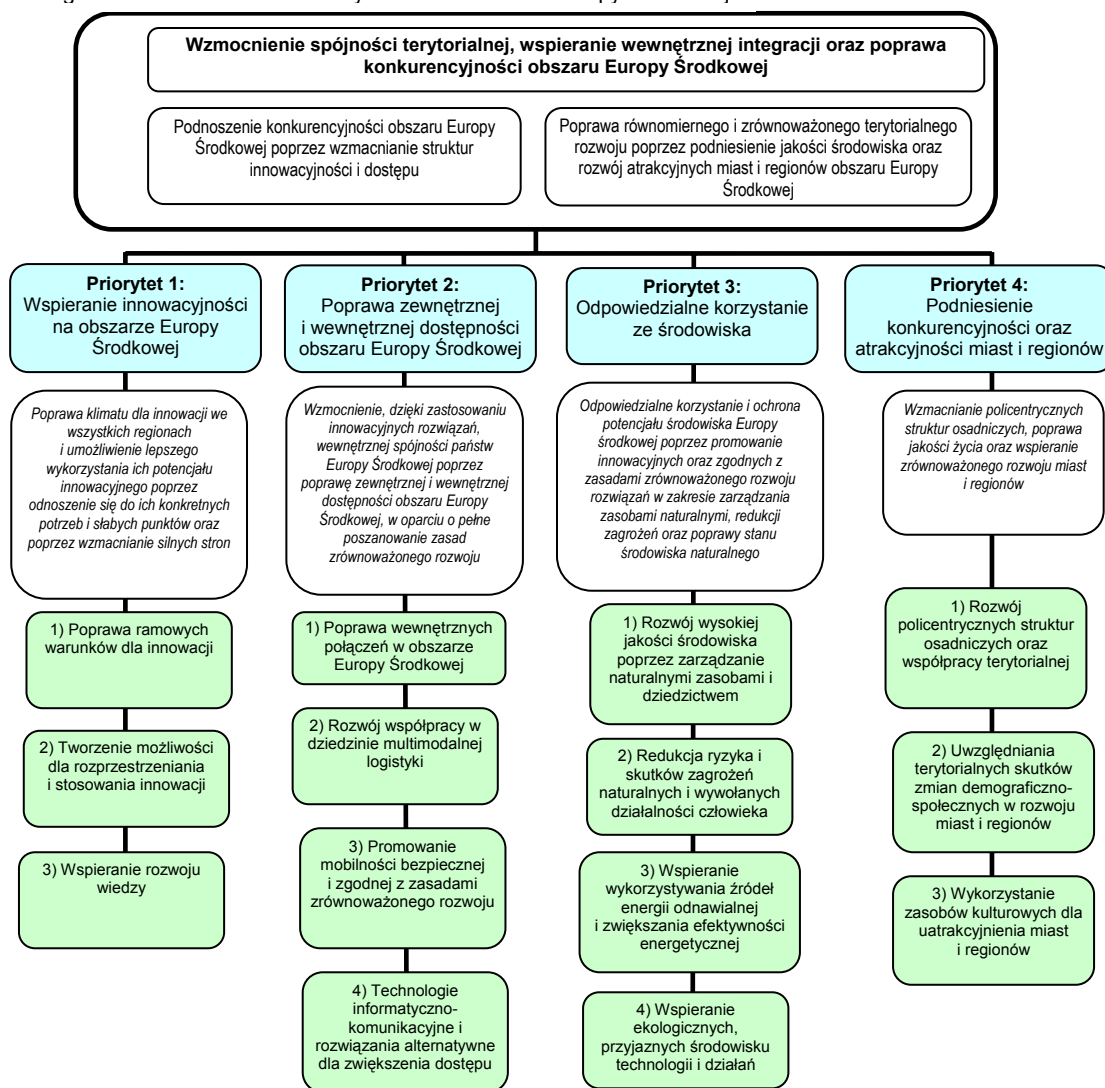 Wzmocnienie spójności terytorialnej, wspieranie wewnętrznej integracji oraz poprawa
konkurencyjności obszaru Europy Środkowej
Podnoszenie konkurencyjności obszaru Europy
Środkowej poprzez wzmacnianie struktur
innowacyjności i dostępu
Poprawa równomiernego i zrównoważonego terytorialnego
rozwoju poprzez podniesienie jakości środowiska oraz
rozwój atrakcyjnych miast i regionów obszaru Europy
Środkowej
Priorytet 1:
Wspieranie innowacyjności
na obszarze Europy
Środkowej
Poprawa klimatu dla innowacji we
wszystkich regionach
i umożliwienie lepszego
wykorzystania ich potencjału
innowacyjnego poprzez
odnoszenie się do ich konkretnych
potrzeb i słabych punktów oraz
poprzez wzmacnianie silnych stron
1) Poprawa ramowych
warunków dla innowacji
2) Tworzenie możliwości
dla rozprzestrzeniania
i stosowania innowacji
3) Wspieranie rozwoju
wiedzy
Priorytet 2:
Poprawa zewnętrznej
i wewnętrznej dostępności
obszaru Europy Środkowej
Wzmocnienie, dzięki zastosowaniu
innowacyjnych rozwiązań,
wewnętrznej spójności państw
Europy Środkowej poprzez
poprawę zewnętrznej i wewnętrznej
dostępności obszaru Europy
Środkowej, w oparciu o pełne
poszanowanie zasad
zrównoważonego rozwoju
1) Poprawa wewnętrznych
połączeń w obszarze
Europy Środkowej
2) Rozwój współpracy w
dziedzinie multimodalnej
logistyki
3) Promowanie
mobilności bezpiecznej
i zgodnej z zasadami
zrównoważonego rozwoju
4) Technologie
informatyczno-
komunikacyjne i
rozwiązania alternatywne
dla zwiększenia dostępu
Priorytet 3:
Odpowiedzialne korzystanie
ze środowiska
Odpowiedzialne korzystanie i ochrona
potencjału środowiska Europy
środkowej poprzez promowanie
innowacyjnych oraz zgodnych z
zasadami zrównoważonego rozwoju
rozwiązań w zakresie zarządzania
zasobami naturalnymi, redukcji
zagrożeń oraz poprawy stanu
środowiska naturalnego
1) Rozwój wysokiej
jakości środowiska
poprzez zarządzanie
naturalnymi zasobami i
dziedzictwem
2) Redukcja ryzyka i
skutków zagrożeń
naturalnych i wywołanych
działalności człowieka
3) Wspieranie
wykorzystywania źródeł
energii odnawialnej
i zwiększania efektywności
energetycznej
4) Wspieranie
ekologicznych,
przyjaznych środowisku
technologii i działań
Priorytet 4:
Podniesienie
konkurencyjności oraz
atrakcyjności miast i regionów
Wzmacnianie policentrycznych
struktur osadniczych, poprawa
jakości życia oraz wspieranie
zrównoważonego rozwoju miast
i regionów
1) Rozwój
policentrycznych struktur
osadniczych oraz
współpracy terytorialnej
2) Uwzględniania
terytorialnych skutków
zmian demograficzno-
społecznych w rozwoju
miast i regionów
3) Wykorzystanie
zasobów kulturowych dla
uatrakcyjnienia miast
i regionów